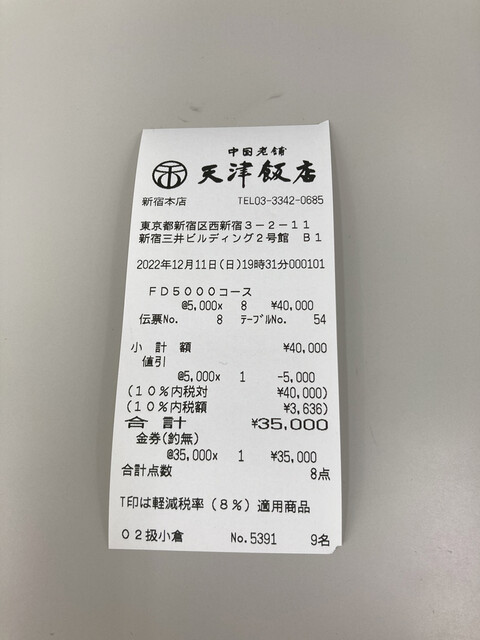 中国老舗
天津飯店
新宿本店 TEL03-3342-0685
東京都新宿区西新宿3-2-11
新宿三井ビルディング2号館 B1
2022年12月11日(日)19時31分000101
FD5000コース
@5,000× 8 ¥40,000
伝票No. 8 テーブルNo. 54
小計額 ¥40,000
値引
@5,000× 1 -5,000
(10%内税対 ¥40,000)
(10%内税額 ¥3,636)
合計 ¥35,000
金券(釣無)
@35,000× 1 ¥35,000
合計点数 8点
T印は軽減税率(8%)適用商品
02扱小倉 No.5391 9名